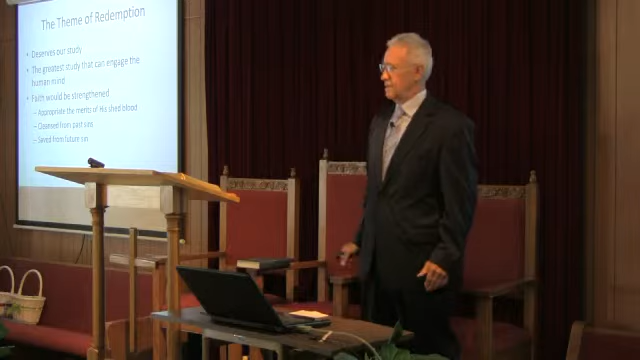 The Theme of Redemption
• Deserves our study
• The greatest study that can engage the
human mind
• Faith would be strengthened
– Appropriate the merits of His shed blood
– Cleansed from past sins
– Saved from future sin